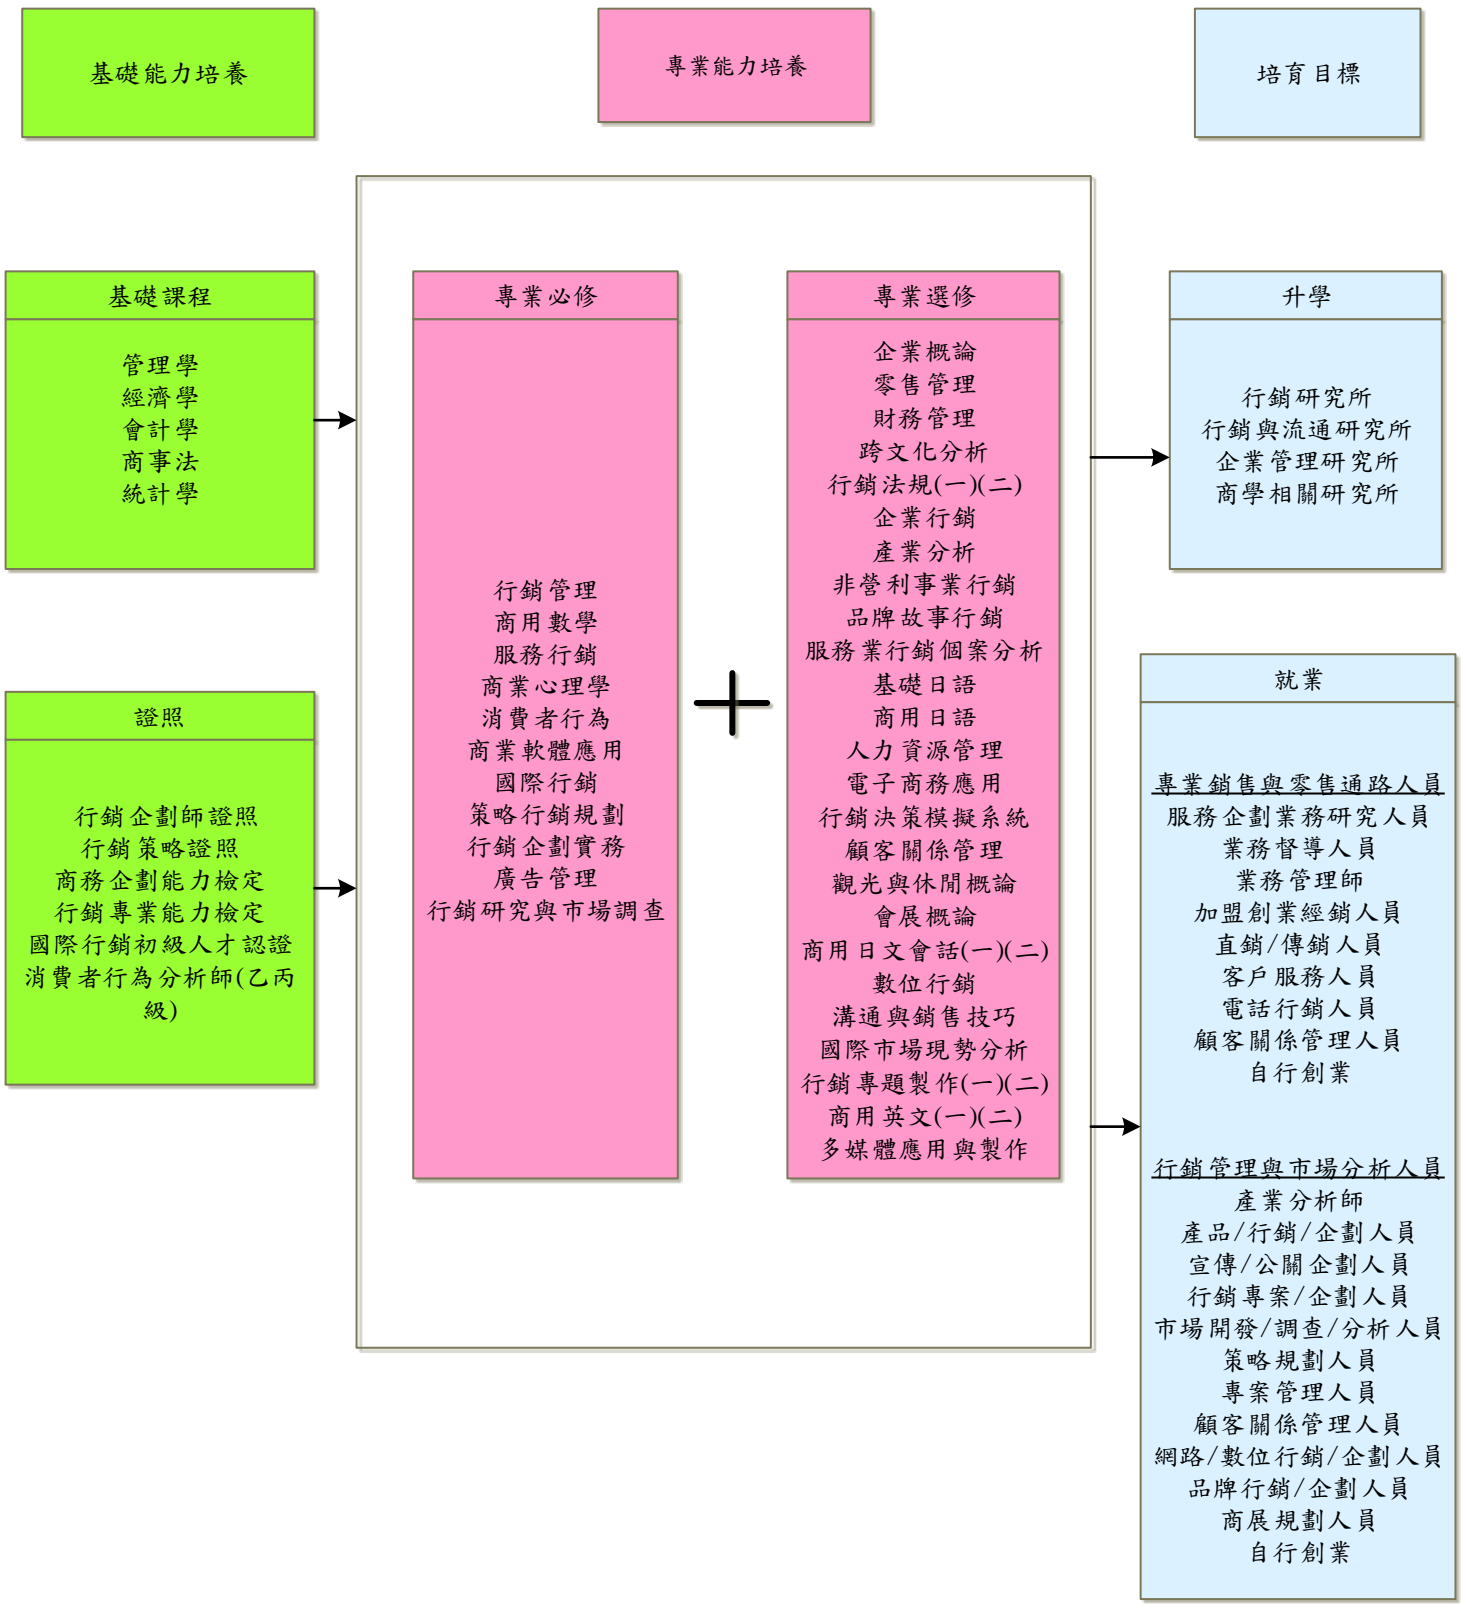 基礎能力培養
專業能力培養
培育目標
基礎課程
管理學
經濟學
會計學
商事法
統計學
證照
行銷企劃師證照
行銷策略證照
商務企劃能力檢定
行銷專業能力檢定
國際行銷初級人才認證
消費者行為分析師(乙丙
級)
專業必修
行銷管理
商用數學
服務行銷
商業心理學
消費者行為
商業軟體應用
國際行銷
策略行銷規劃
行銷企劃實務
廣告管理
行銷研究與市場調查
專業選修
企業概論
零售管理
財務管理
跨文化分析
行銷法規(一)(二)
企業行銷
產業分析
非營利事業行銷
品牌故事行銷
服務業行銷個案分析
基礎日語
商用日語
人力資源管理
電子商務應用
行銷決策模擬系統
顧客關係管理
觀光與休閒概論
會展概論
商用日文會話(一)(二)
數位行銷
溝通與銷售技巧
國際市場現勢分析
行銷專題製作(一)(二)
商用英文(一)(二)
多媒體應用與製作
升學
行銷研究所
行銷與流通研究所
企業管理研究所
商學相關研究所
就業
專業銷售與零售通路人員
服務企劃業務研究人員
業務督導人員
業務管理師
加盟創業經銷人員
直銷/傳銷人員
客戶服務人員
電話行銷人員
顧客關係管理人員
自行創業
行銷管理與市場分析人員
產業分析師
產品/行銷/企劃人員
宣傳/公關企劃人員
行銷專案/企劃人員
市場開發/調查/分析人員
策略規劃人員
專案管理人員
顧客關係管理人員
網路/數位行銷/企劃人員
品牌行銷/企劃人員
商展規劃人員
自行創業